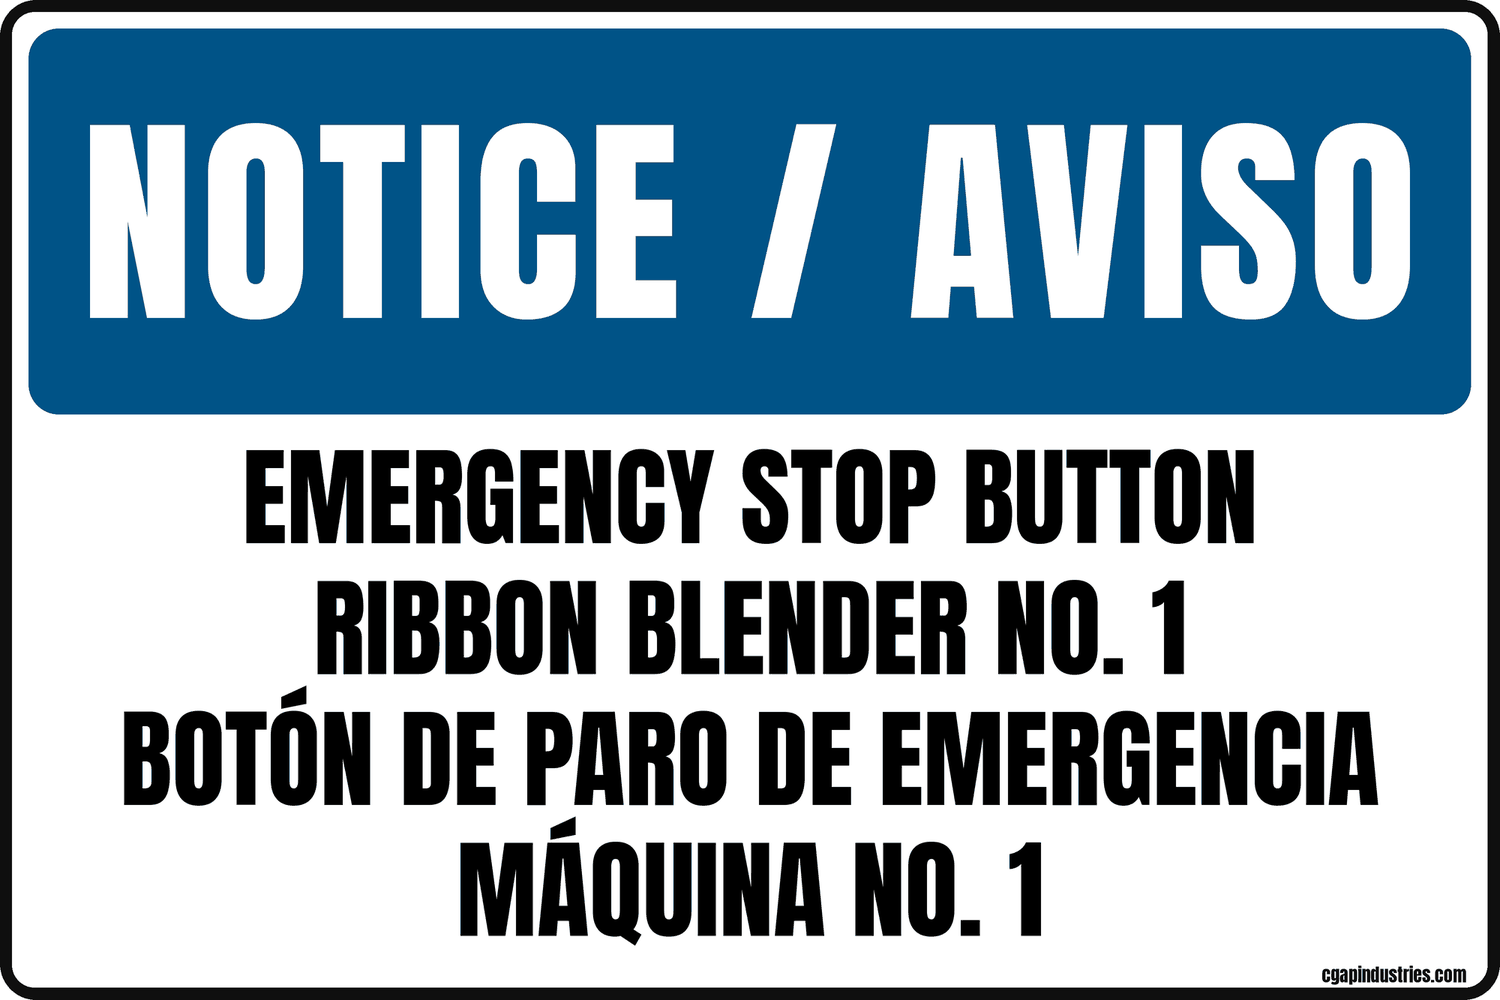 NOTICE / AVISO
EMERGENCY STOP BUTTON
RIBBON BLENDER NO. 1
BOTÓN DE PARO DE EMERGENCIA
MÁQUINA NO. 1
cgapindustries.com